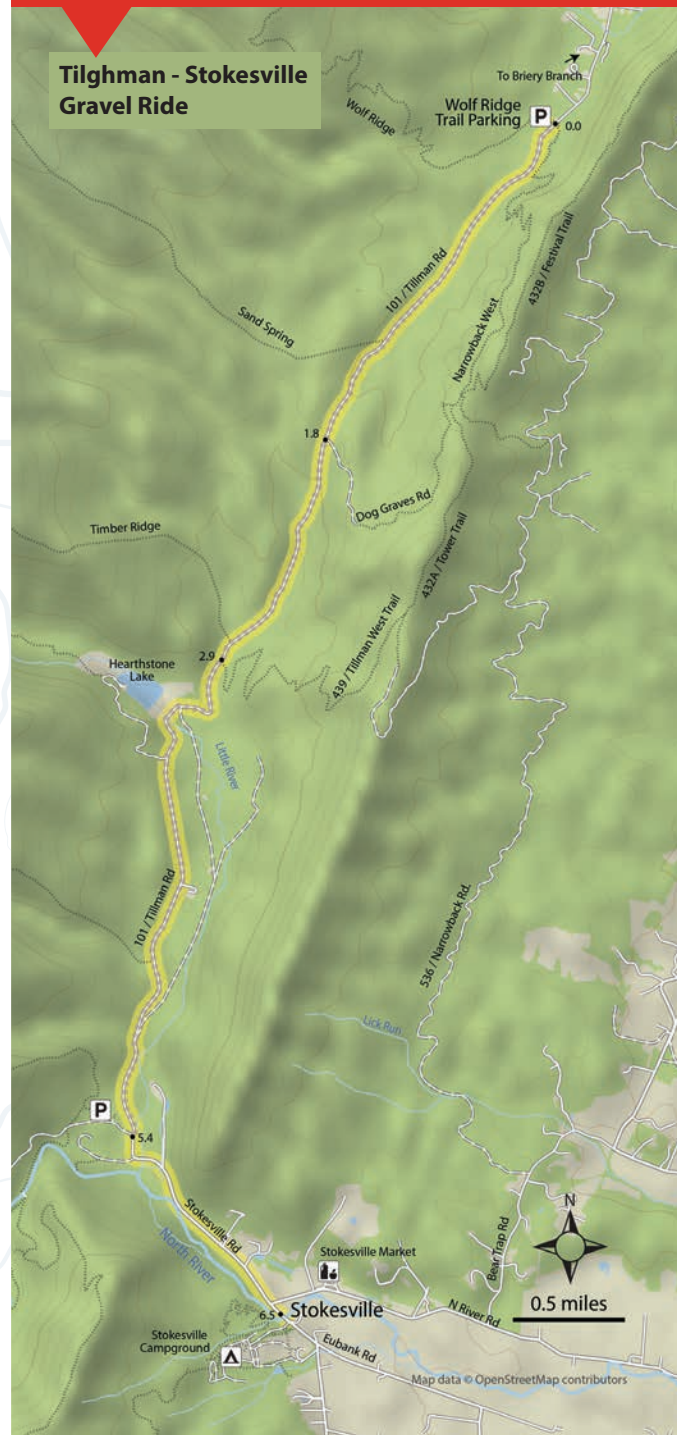 Tilghman - Stokesville
Gravel Ride
To Briery Branch
Wolf Ridge
Trail Parking
P
0.0
Wolf Ridge
101 / Tillman Rd
432B / Festival Trail
Sand Spring
Narrowback West
1.8
Dog Graves Rd
Timber Ridge
432A / Tower Trail
2.9
439 / Tillman West Trail
Hearthstone
Lake
Little River
101 / Tillman Rd
536 / Narrowback Rd.
Lick Run
P
5.4
Stokesville Rd
North River
N
Bear Trap Rd
Stokesville Market
0.5 miles
N River Rd
6.5
Stokesville
Stokesville
Campground
Eubank Rd
Map data © OpenStreetMap contributors